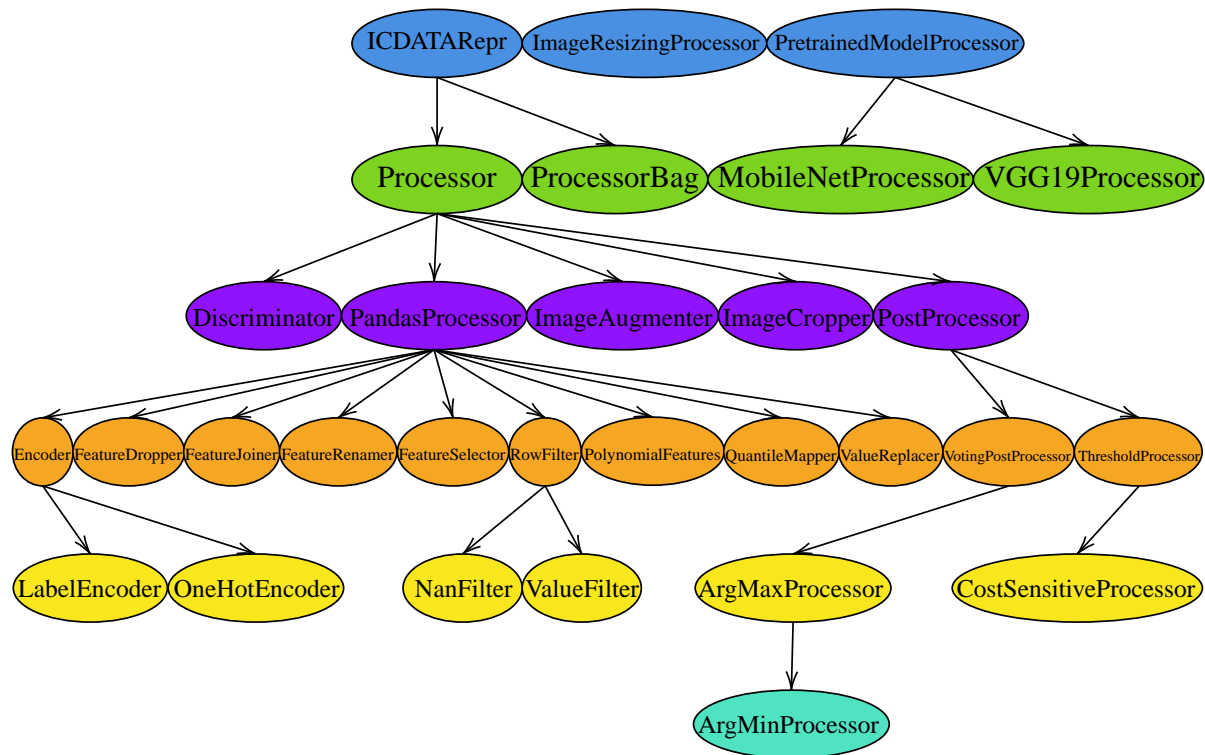 ICDATARepr ImageResizingProcessor PretrainedModelProcessor
Processor ProcessorBag MobileNetProcessor VGG19Processor
Discriminator PandasProcessor ImageAugmenter ImageCropper PostProcessor
Encoder FeatureDropper FeatureJoiner FeatureRenamer FeatureSelector RowFilter PolynomialFeatures QuantileMapper ValueReplacer VotingPostProcessor ThresholdProcessor
LabelEncoder OneHotEncoder NanFilter ValueFilter ArgMaxProcessor CostSensitiveProcessor
ArgMinProcessor